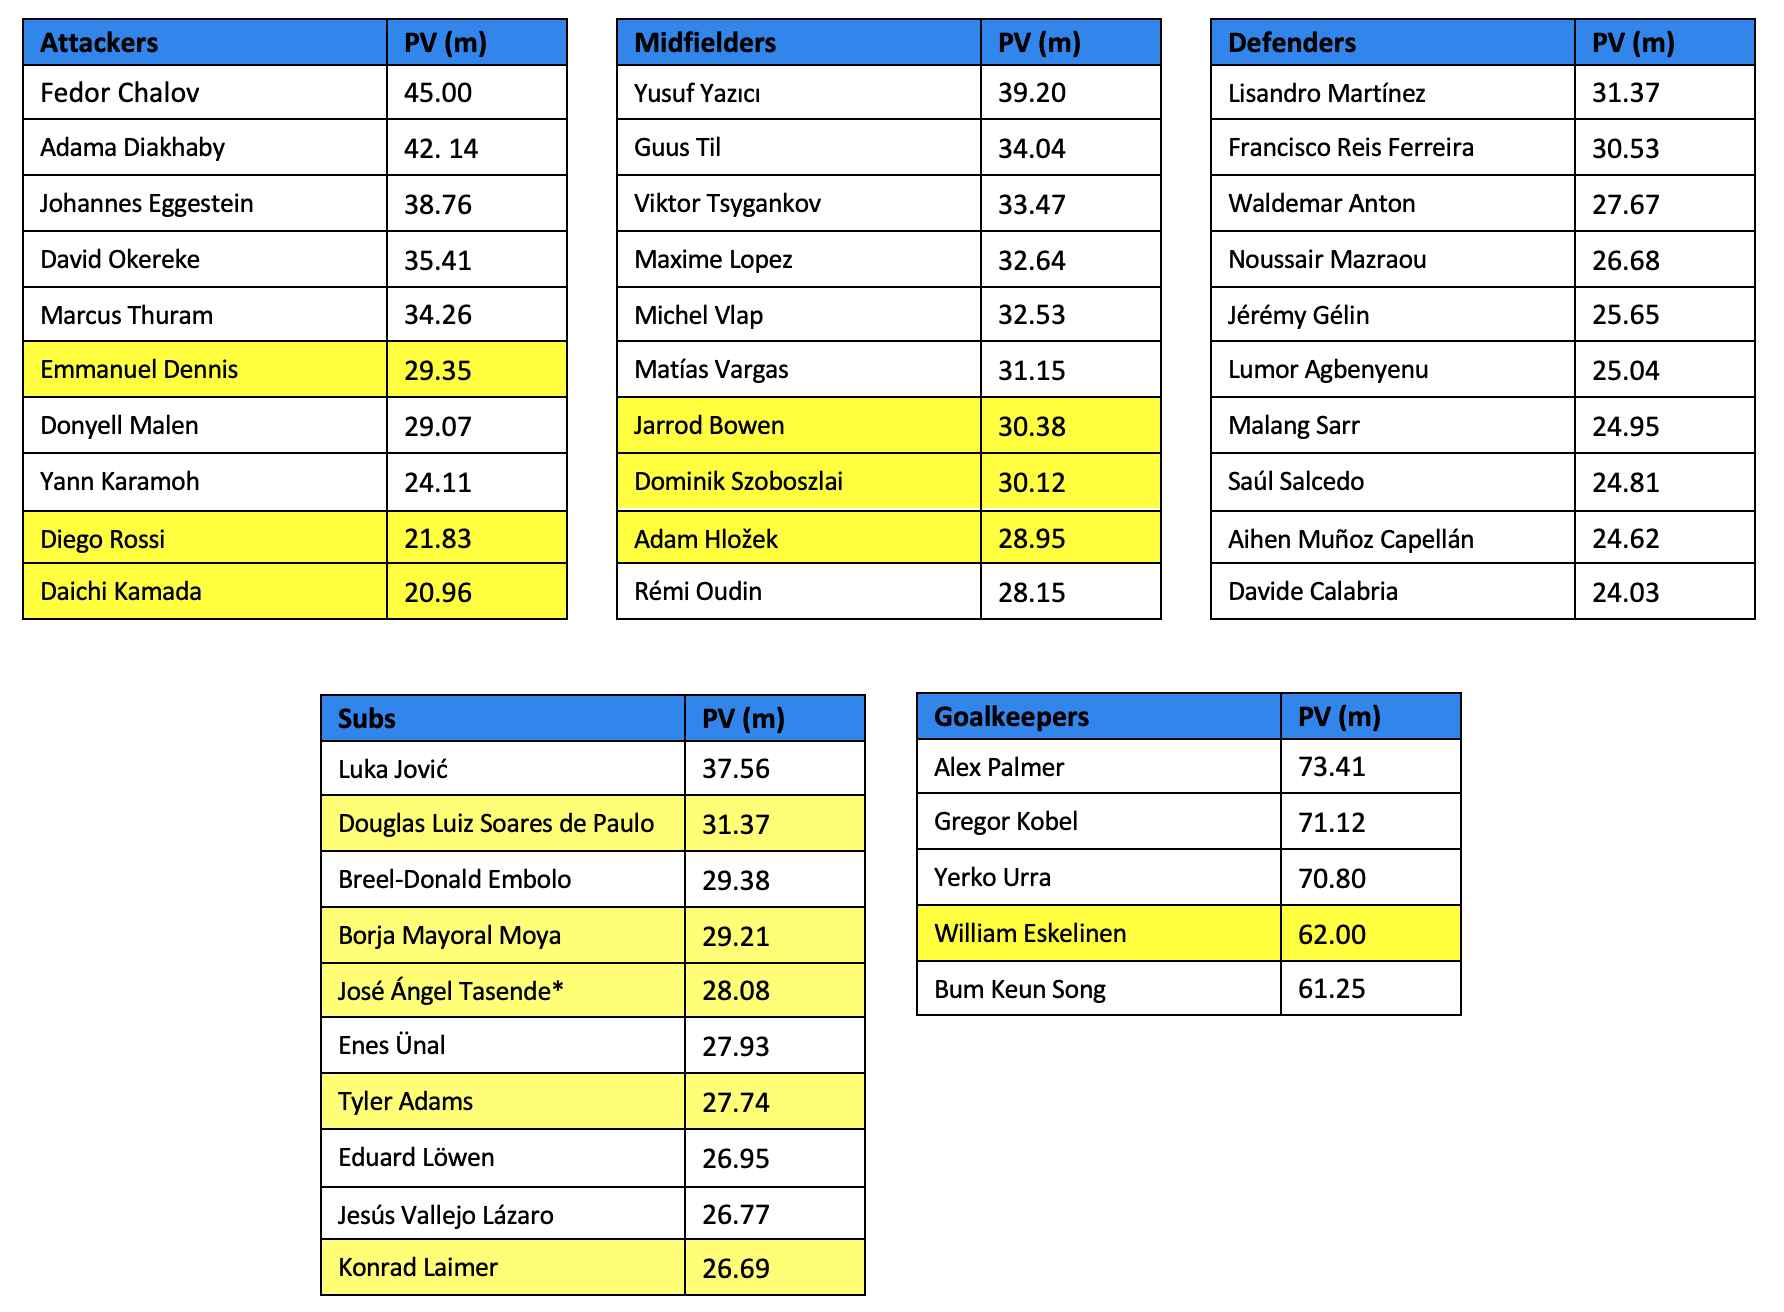 Attackers PV (m)
Fedor Chalov 45.00
Adama Diakhaby 42. 14
Johannes Eggestein 38.76
David Okereke 35.41
Marcus Thuram 34.26
Emmanuel Dennis 29.35
Donyell Malen 29.07
Yann Karamoh 24.11
Diego Rossi 21.83
Daichi Kamada 20.96
Midfielders PV (m)
Yusuf Yazıcı 39.20
Guus Til 34.04
Viktor Tsygankov 33.47
Maxime Lopez 32.64
Michel Vlap 32.53
Matías Vargas 31.15
Jarrod Bowen 30.38
Dominik Szoboszlai 30.12
Adam Hložek 28.95
Rémi Oudin 28.15
Defenders PV (m)
Lisandro Martínez 31.37
Francisco Reis Ferreira 30.53
Waldemar Anton 27.67
Noussair Mazraou 26.68
Jérémy Gélin 25.65
Lumor Agbenyenu 25.04
Malang Sarr 24.95
Saúl Salcedo 24.81
Aihen Muñoz Capellán 24.62
Davide Calabria 24.03
Subs PV (m)
Luka Jović 37.56
Douglas Luiz Soares de Paulo 31.37
Breel-Donald Embolo 29.38
Borja Mayoral Moya 29.21
José Ángel Tasende* 28.08
Enes Ünal 27.93
Tyler Adams 27.74
Eduard Löwen 26.95
Jesús Vallejo Lázaro 26.77
Konrad Laimer 26.69
Goalkeepers PV (m)
Alex Palmer 73.41
Gregor Kobel 71.12
Yerko Urra 70.80
William Eskelinen 62.00
Bum Keun Song 61.25